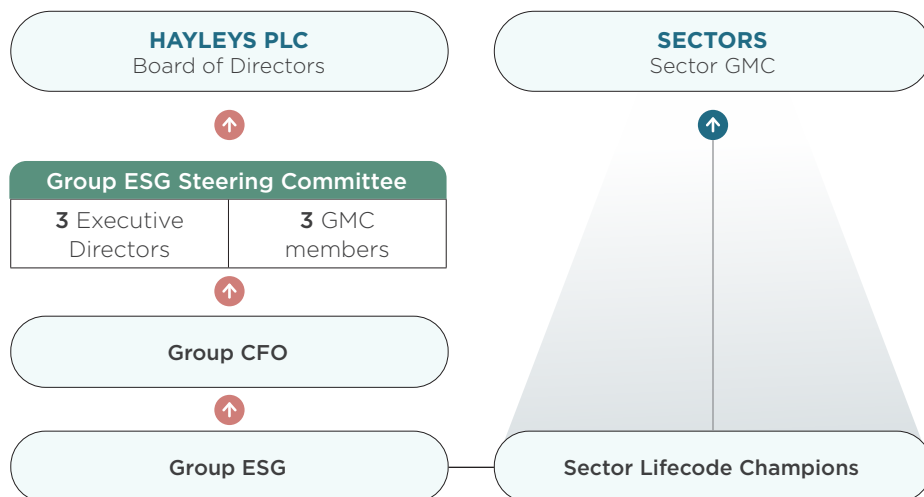 HAYLEYS PLC
Board of Directors
SECTORS
Sector GMC
Group ESG Steering Committee
3 Executive
Directors
3 GMC
members
Group CFO
Group ESG
Sector Lifecode Champions